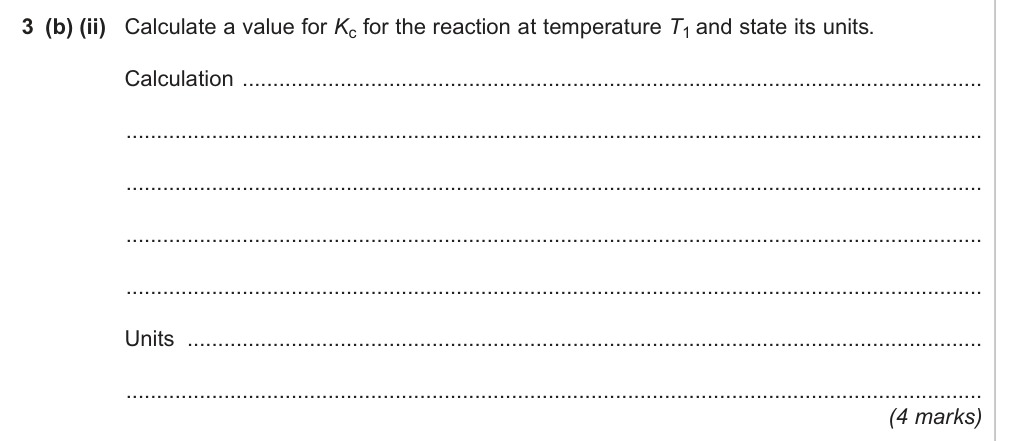 3 (b) (ii) Calculate a value for Kc for the reaction at temperature T1 and state its units.
Calculation ..........................................................................................................................
..............................................................................................................................................
..............................................................................................................................................
..............................................................................................................................................
..............................................................................................................................................
Units ....................................................................................................................................
..............................................................................................................................................
(4 marks)